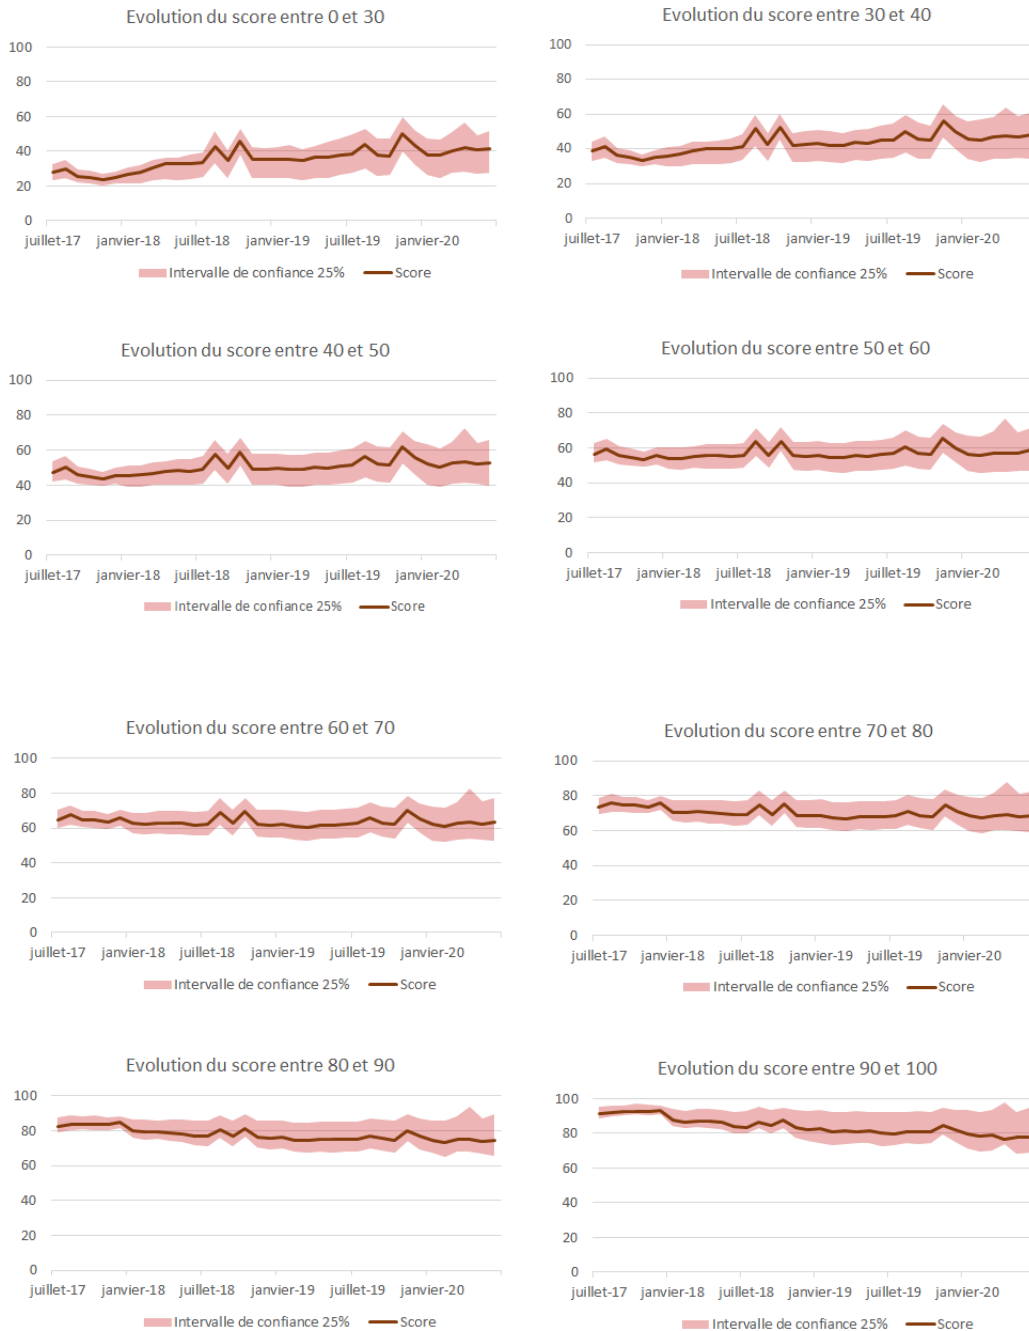 Evolution du score entre 0 et 30
100
80
60
40
20
0
juillet-17 janvier-18 juillet-18 janvier-19 juillet-19 janvier-20
Intervalle de confiance 25% Score
Evolution du score entre 30 et 40
100
80
60
40
20
0
juillet-17 janvier-18 juillet-18 janvier-19 juillet-19 janvier-20
Intervalle de confiance 25% Score
Evolution du score entre 40 et 50
100
80
60
40
20
0
juillet-17 janvier-18 juillet-18 janvier-19 juillet-19 janvier-20
Intervalle de confiance 25% Score
Evolution du score entre 50 et 60
100
80
60
40
20
0
juillet-17 janvier-18 juillet-18 janvier-19 juillet-19 janvier-20
Intervalle de confiance 25% Score
Evolution du score entre 60 et 70
100
80
60
40
20
0
juillet-17 janvier-18 juillet-18 janvier-19 juillet-19 janvier-20
Intervalle de confiance 25% Score
Evolution du score entre 70 et 80
100
80
60
40
20
0
juillet-17 janvier-18 juillet-18 janvier-19 juillet-19 janvier-20
Intervalle de confiance 25% Score
Evolution du score entre 80 et 90
100
80
60
40
20
0
juillet-17 janvier-18 juillet-18 janvier-19 juillet-19 janvier-20
Intervalle de confiance 25% Score
Evolution du score entre 90 et 100
100
80
60
40
20
0
juillet-17 janvier-18 juillet-18 janvier-19 juillet-19 janvier-20
Intervalle de confiance 25% Score